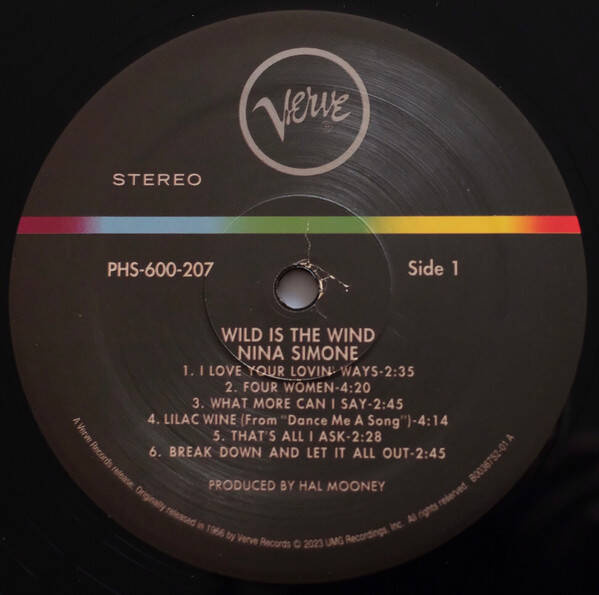 Verve
STEREO
PHS-600-207
Side 1
WILD IS THE WIND
NINA SIMONE
1. I LOVE YOUR LOVIN' WAYS-2:35
2. FOUR WOMEN-4:20
3. WHAT MORE CAN I SAY-2:45
4. LILAC WINE (From "Dance Me A Song")-4:14
5. THAT'S ALL I ASK-2:28
6. BREAK DOWN AND LET IT ALL OUT-2:45
PRODUCED BY HAL MOONEY
A Verve Records release. Originally released in 1966 by Verve Records © 2023 UMG Recordings, Inc. All rights reserved. B0036752-01 A